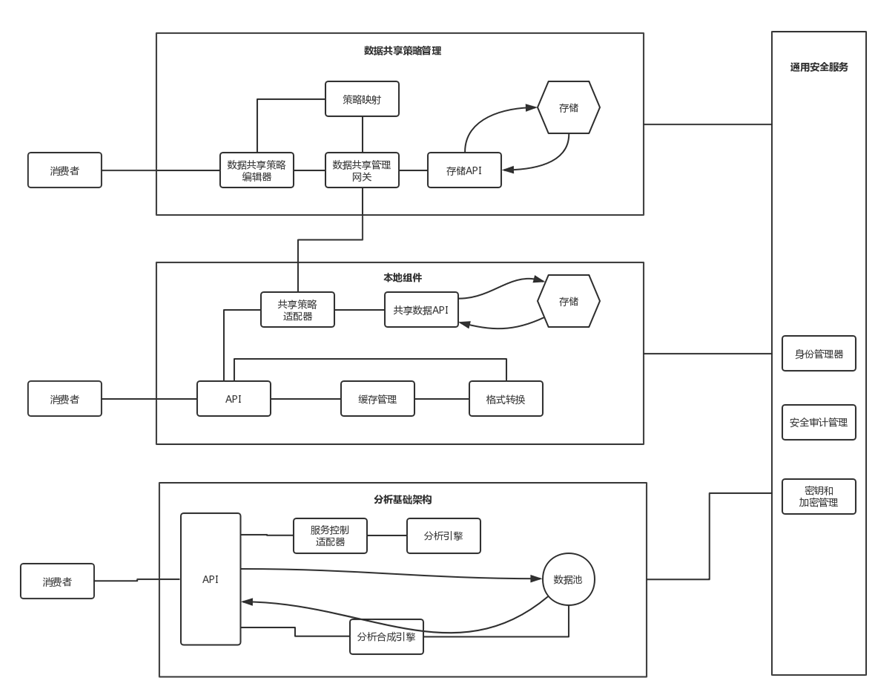 数据共享策略管理
通用安全服务
策略映射
存储
消费者
数据共享策略
编辑器
数据共享管理
网关
存储API
本地组件
共享策略
适配器
共享数据API
存储
身份管理器
消费者
API
缓存管理
格式转换
安全审计管理
密钥和
加密管理
分析基础架构
服务控制
适配器
分析引擎
消费者
API
数据池
分析合成引擎